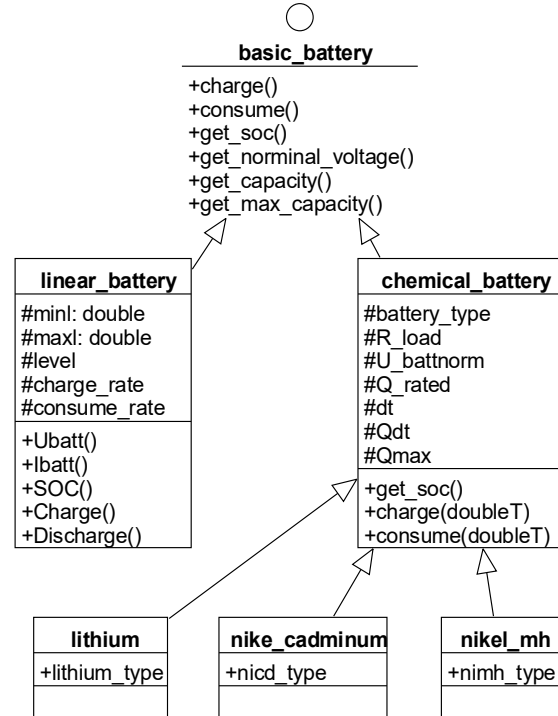 basic_battery
+charge()
+consume()
+get_soc()
+get_norminal_voltage()
+get_capacity()
+get_max_capacity()
linear_battery
#minl: double
#maxl: double
#level
#charge_rate
#consume_rate
+Ubatt()
+Ibatt()
+SOC()
+Charge()
+Discharge()
chemical_battery
#battery_type
#R_load
#U_battnorm
#Q_rated
#dt
#Qdt
#Qmax
+get_soc()
+charge(doubleT)
+consume(doubleT)
lithium
+lithium_type
nike_cadminum
+nicd_type
nikel_mh
+nimh_type